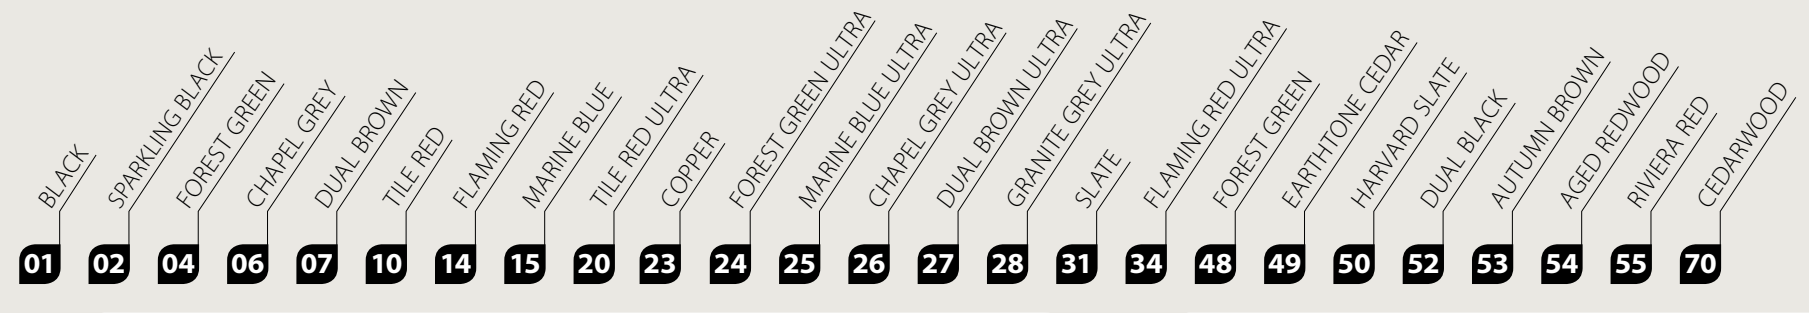 BLACK
SPARKLING BLACK
FOREST GREEN
CHAPEL GREY
DUAL BROWN
TILE RED
FLAMING RED
MARINE BLUE
TILE RED ULTRA
COPPER
FOREST GREEN ULTRA
MARINE BLUE ULTRA
CHAPEL GREY ULTRA
DUAL BROWN ULTRA
GRANITE GREY ULTRA
SLATE
FLAMING RED ULTRA
FOREST GREEN
EARTHTONE CEDAR
HARVARD SLATE
DUAL BLACK
AUTUMN BROWN
AGED REDWOOD
RIVIERA RED
CEDARWOOD
01 02 04 06 07 10 14 15 20 23 24 25 26 27 28 31 34 48 49 50 52 53 54 55 70